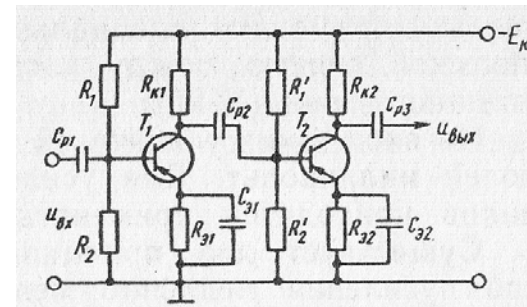 -Eк
R1
Rк1
R1'
Rк2
T1
Cр2
T2
Cр3
uвых
Cр1
uвх
R2
Rэ1
Cэ1
R2'
Rэ2
Cэ2